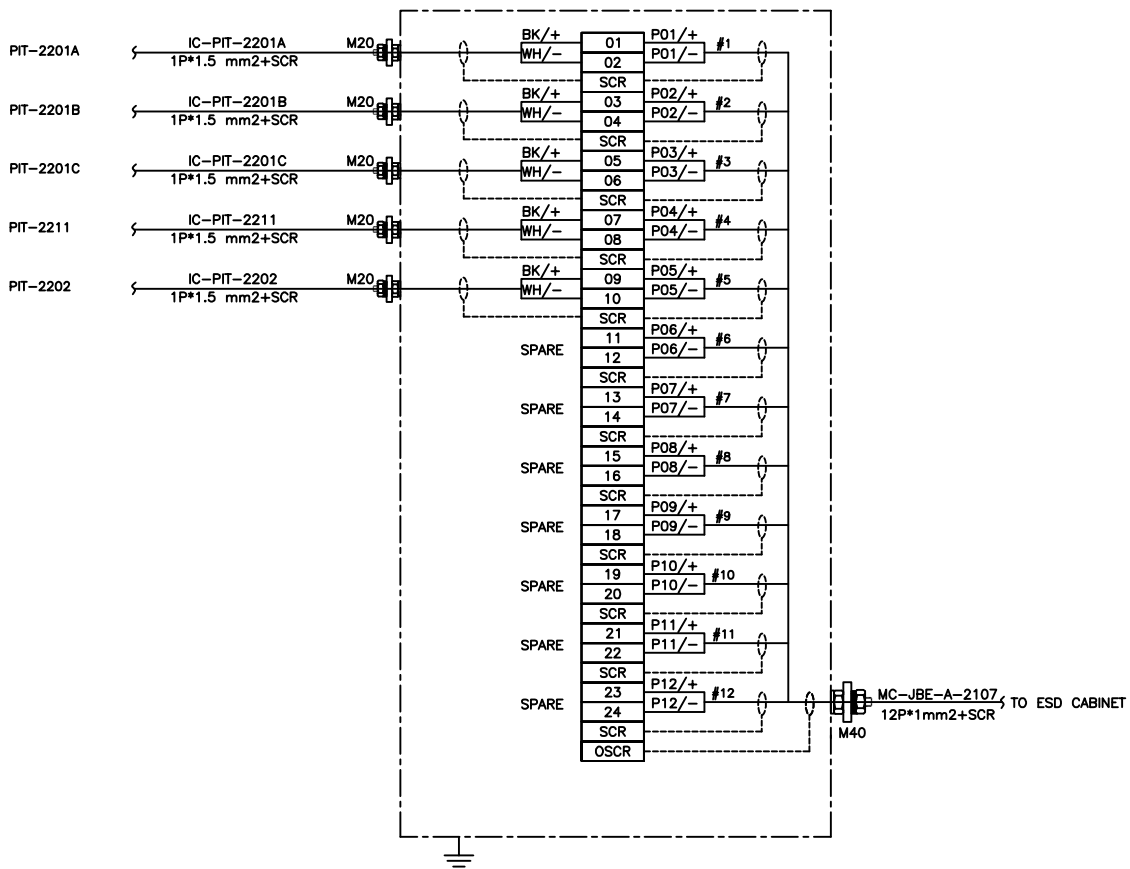 BK/+ 01 P01/+ #1
PIT-2201A IC-PIT-2201A M20 WH/- 02 P01/-
1P*1.5 mm2+SCR
SCR
BK/+ 03 P02/+ #2
PIT-2201B IC-PIT-2201B M20 WH/- 04 P02/-
1P*1.5 mm2+SCR
SCR
BK/+ 05 P03/+ #3
PIT-2201C IC-PIT-2201C M20 WH/- 06 P03/-
1P*1.5 mm2+SCR
SCR
BK/+ 07 P04/+ #4
PIT-2211 IC-PIT-2211 M20 WH/- 08 P04/-
1P*1.5 mm2+SCR
SCR
BK/+ 09 P05/+ #5
PIT-2202 IC-PIT-2202 M20 WH/- 10 P05/-
1P*1.5 mm2+SCR
SCR
11 P06/+ #6
SPARE 12 P06/-
SCR
13 P07/+ #7
SPARE 14 P07/-
SCR
15 P08/+ #8
SPARE 16 P08/-
SCR
17 P09/+ #9
SPARE 18 P09/-
SCR
19 P10/+ #10
SPARE 20 P10/-
SCR
21 P11/+ #11
SPARE 22 P11/-
SCR
23 P12/+ #12
SPARE 24 P12/- MC-JBE-A-2107 TO ESD CABINET
12P*1mm2+SCR
SCR M40
OSCR